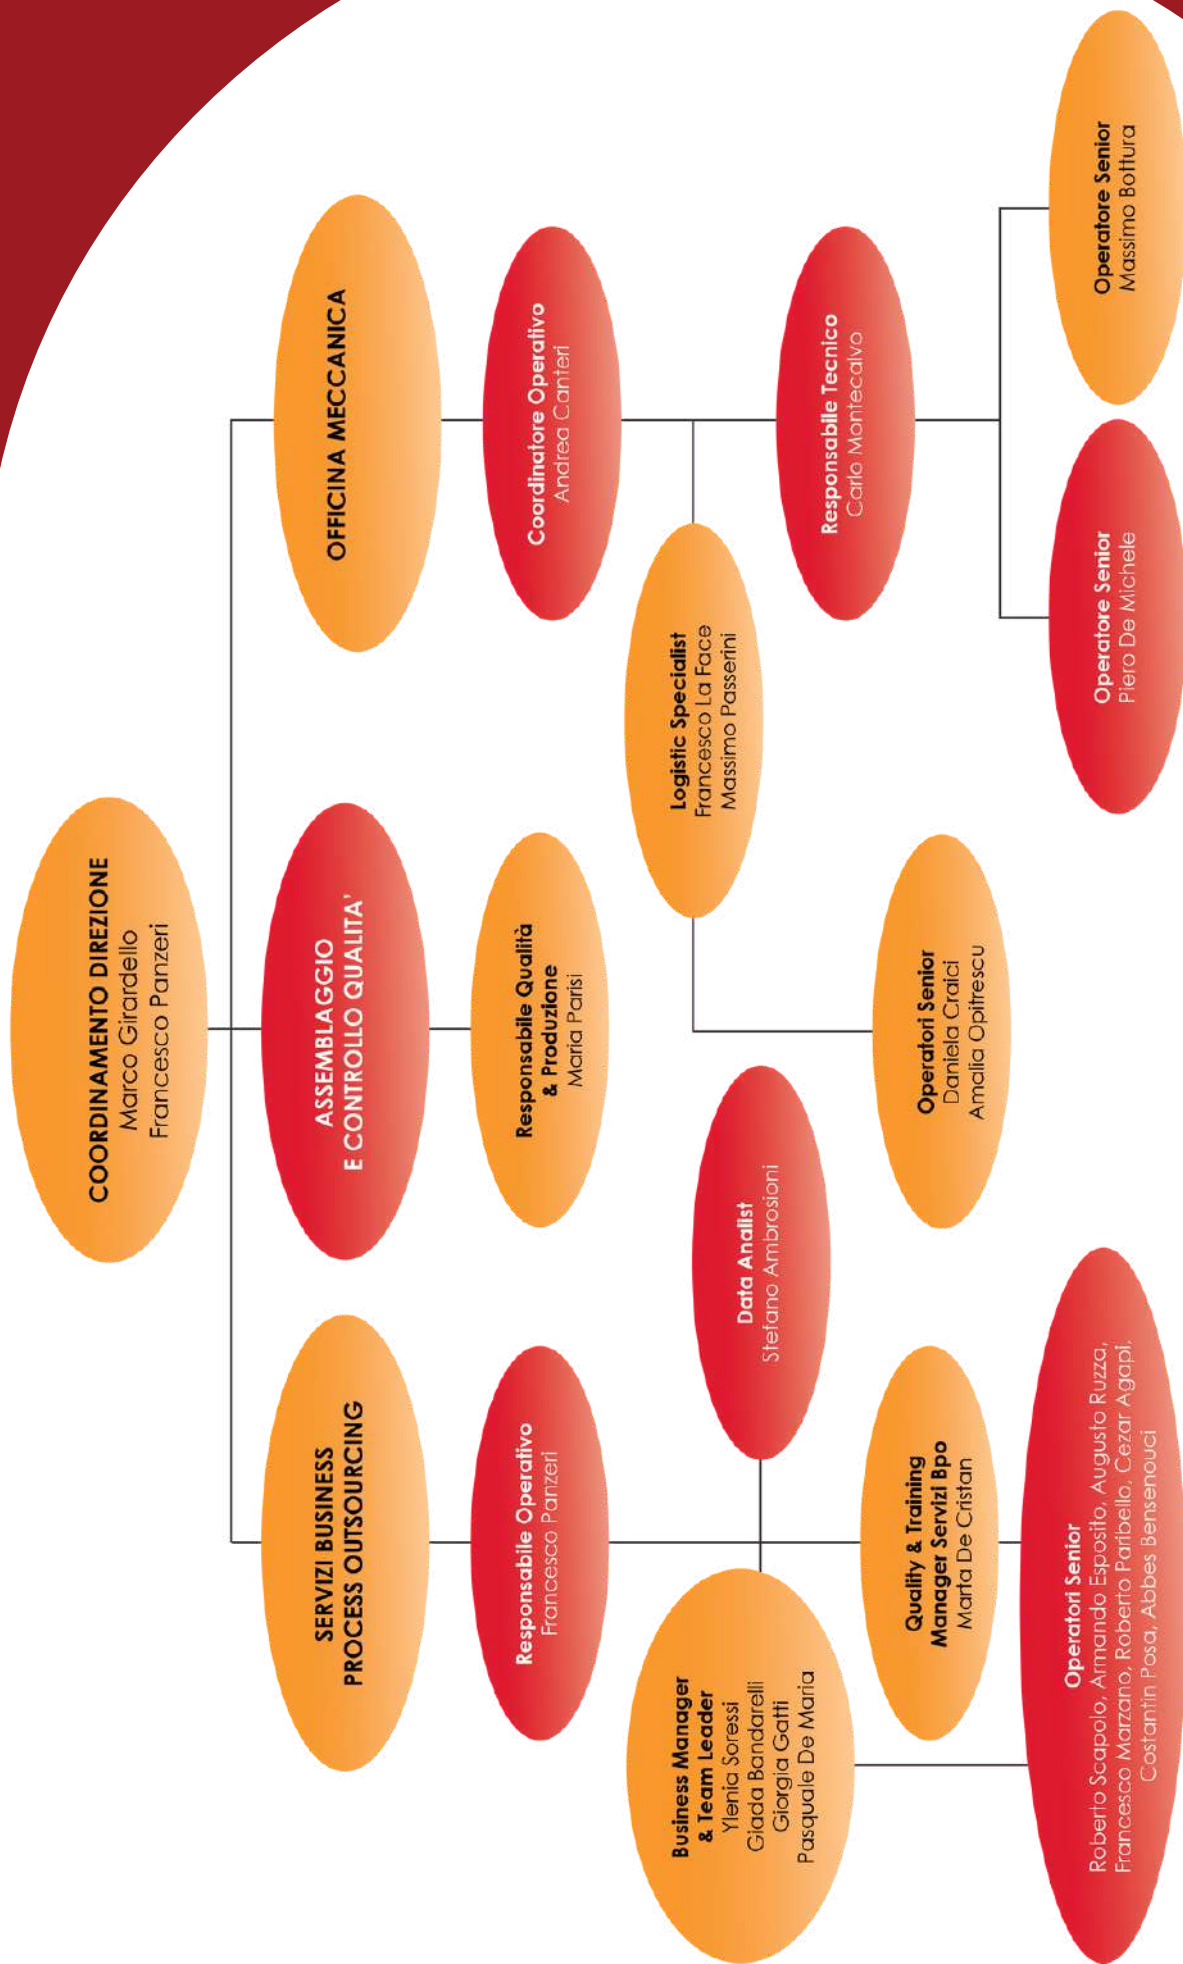 COORDINAMENTO DIREZIONE
Marco Girardello
Francesco Panzeri
SERVIZI BUSINESS
PROCESS OUTSOURCING
ASSEMBLAGGIO
E CONTROLLO QUALITA'
OFFICINA MECCANICA
Responsabile Operativo
Francesco Panzeri
Responsabile Qualità
& Produzione
Maria Parisi
Coordinatore Operativo
Andrea Canteri
Business Manager
& Team Leader
Ylenia Soressi
Giada Bandarelli
Giorgia Gatti
Pasquale De Maria
Data Analist
Stefano Ambrosioni
Logistic Specialist
Francesco La Face
Massimo Passerini
Responsabile Tecnico
Carlo Montecalvo
Quality & Training
Manager Servizi Bpo
Marta De Cristan
Operatori Senior
Daniela Craici
Amalia Opitrescu
Operatori Senior
Roberto Scapolo, Armando Esposito, Augusto Ruzza,
Francesco Marzano, Roberto Paribello, Cezar Agapi,
Costantin Posa, Abbes Bensenouci
Operatore Senior
Piero De Michele
Operatore Senior
Massimo Bottura